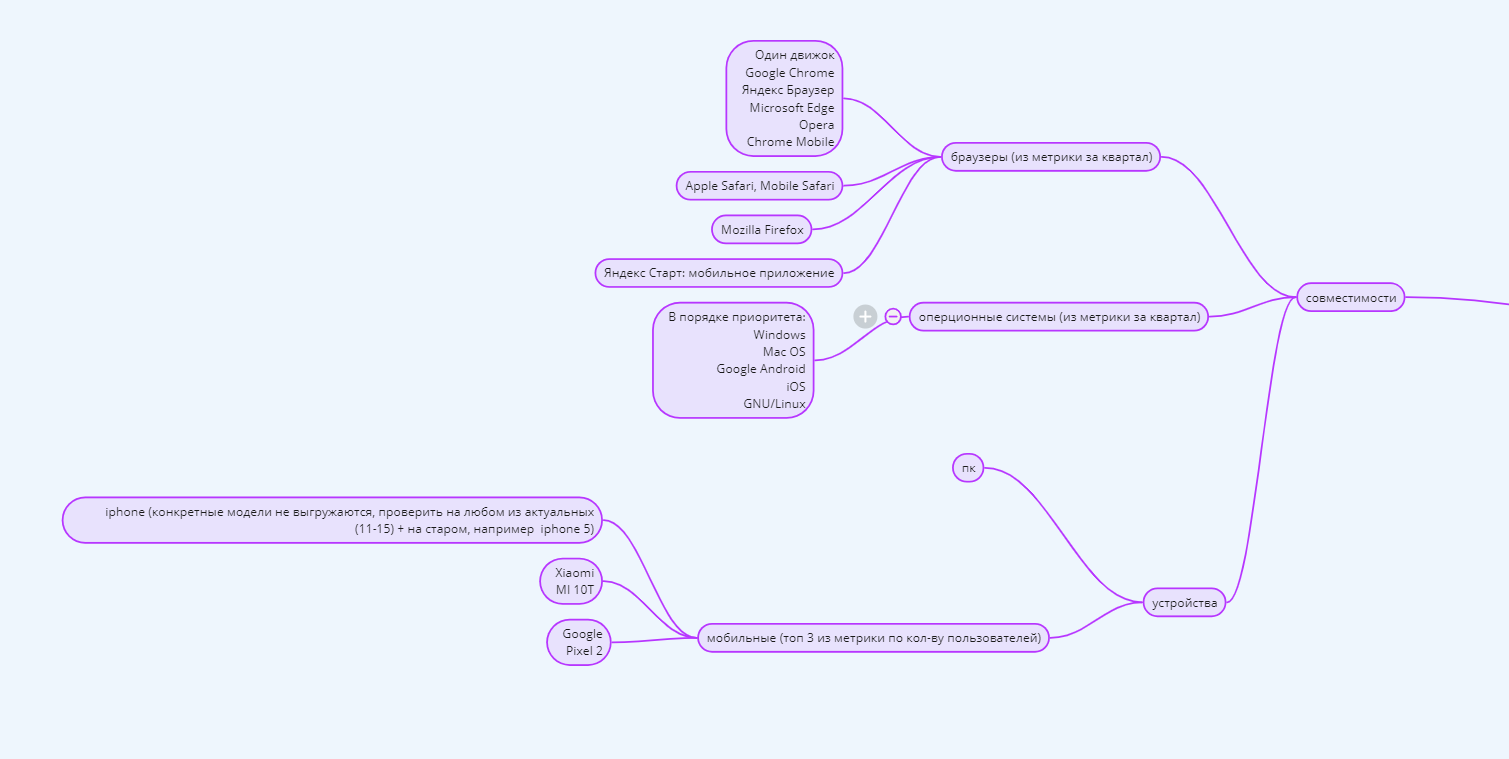 Один движок
Google Chrome
Яндекс Браузер
Microsoft Edge
Opera
Chrome Mobile
браузеры (из метрики за квартал)
Apple Safari, Mobile Safari
Mozilla Firefox
Яндекс Старт: мобильное приложение
совместимости
оперционные системы (из метрики за квартал)
В порядке приоритета:
Windows
Mac OS
Google Android
iOS
GNU/Linux
пк
iphone (конкретные модели не выгружаются, проверить на любом из актуальных
(11-15) + на старом, например  iphone 5)
Xiaomi
MI 10T
устройства
Google
Pixel 2
мобильные (топ 3 из метрики по кол-ву пользователей)